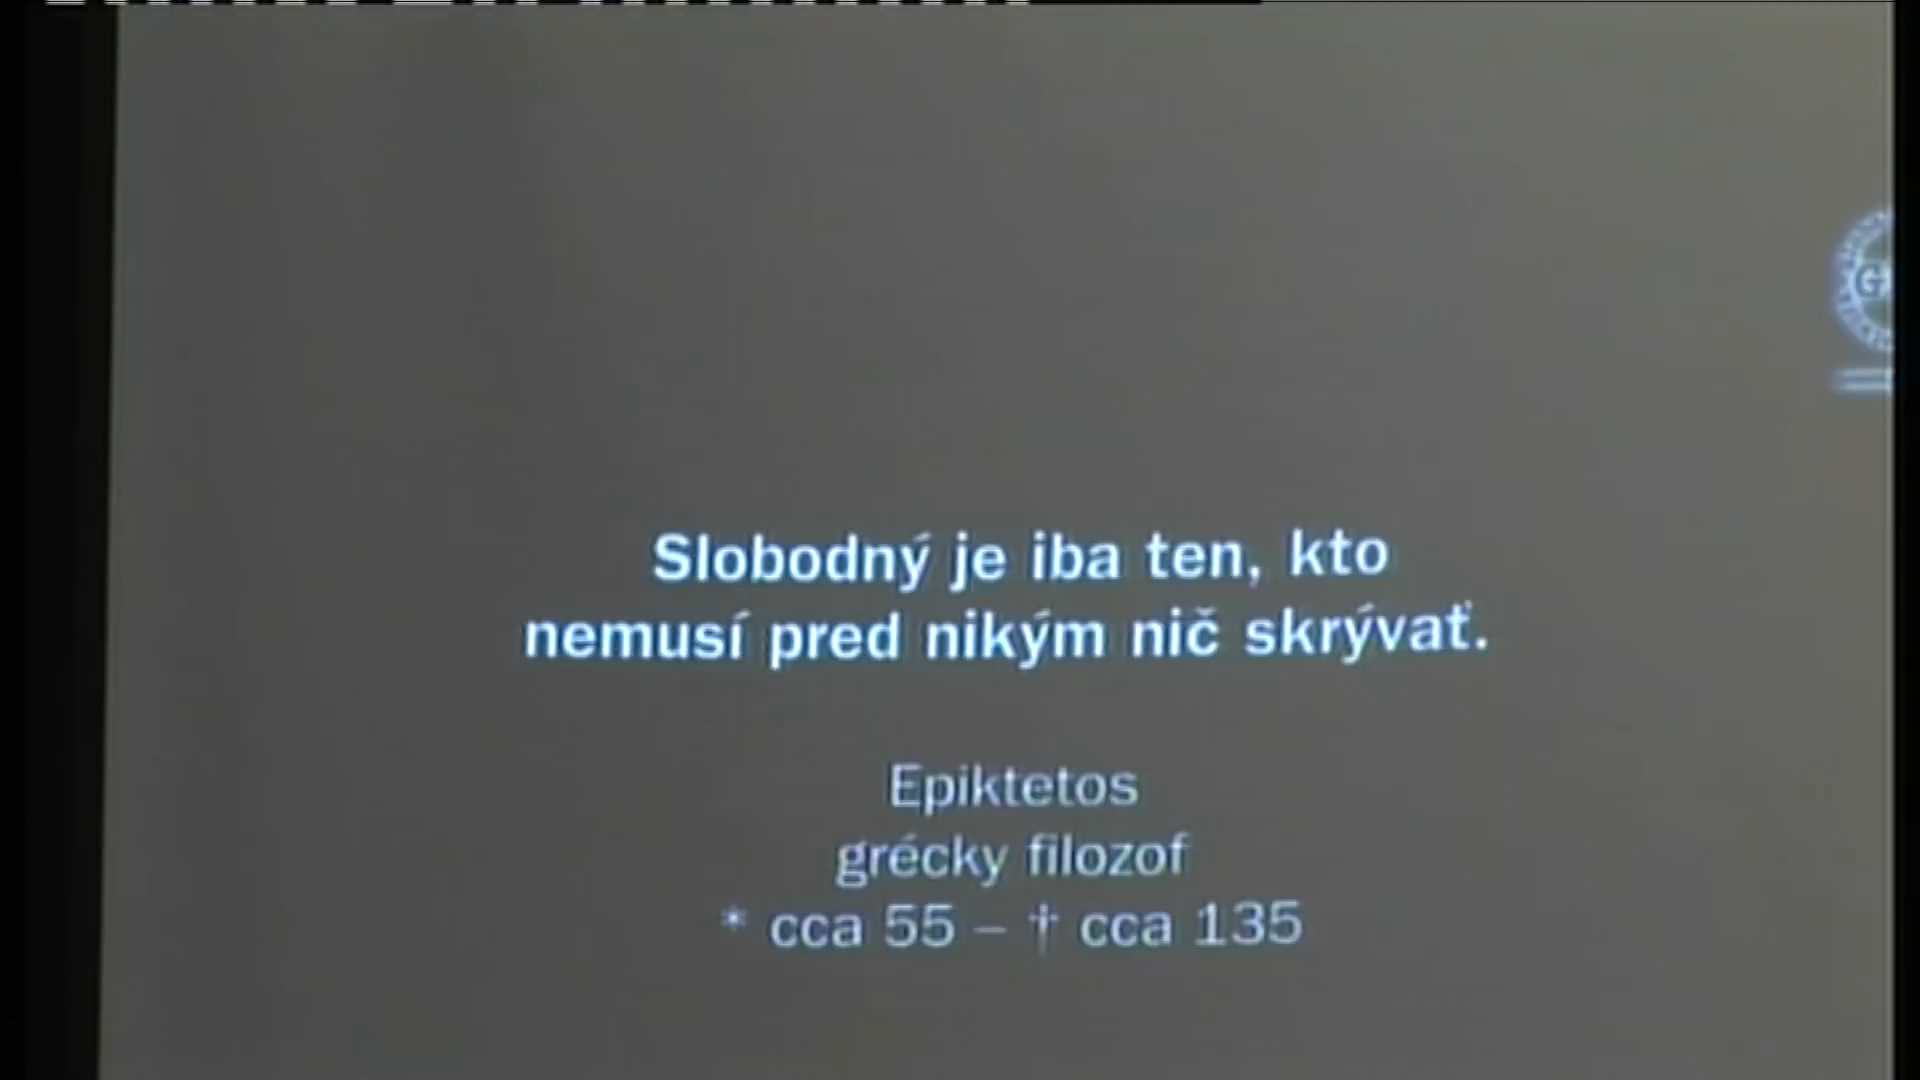 Slobodný je iba ten, kto
nemusí pred nikým nič skrývať.
Epiktetos
grécky filozof
* cca 55 – † cca 135